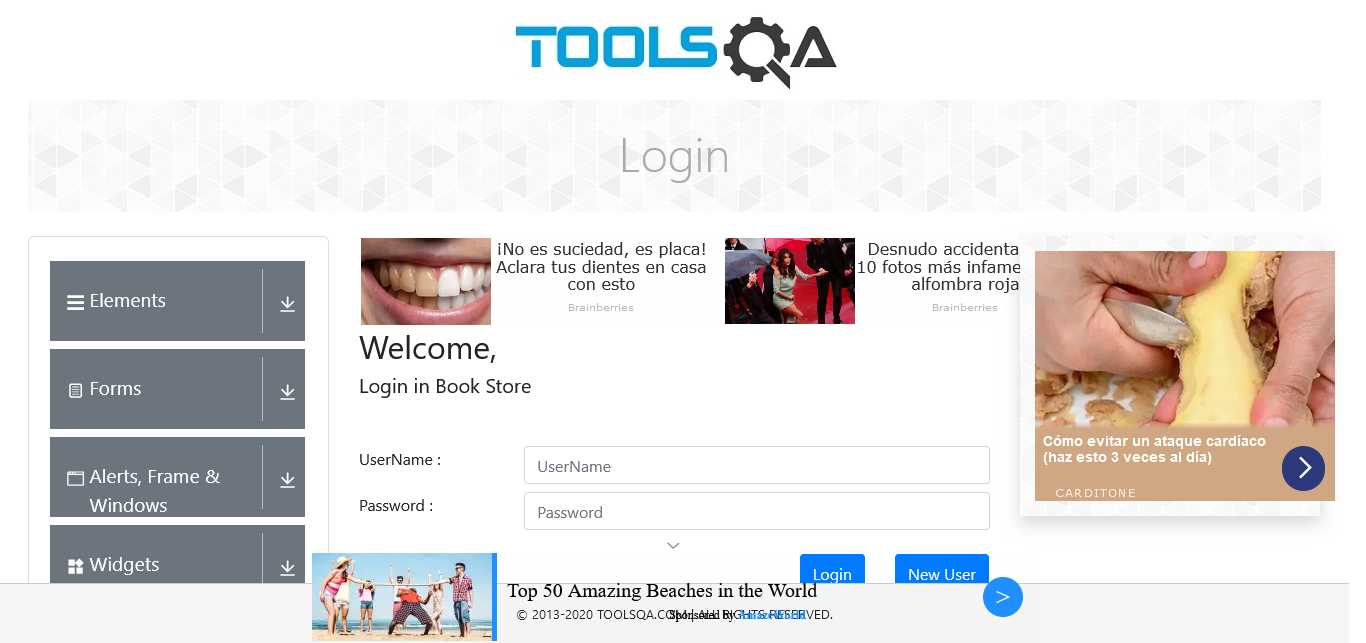 TOOLSQA
Login
Elements
Forms
Alerts, Frame &
Windows
Widgets
¡No es suciedad, es placa!
Aclara tus dientes en casa
con esto
Brainberries
Desnudo accidenta
10 fotos más infame
alfombra roja
Brainberries
Welcome,
Login in Book Store
UserName :
UserName
Password :
Password
Login
New User
Cómo evitar un ataque cardíaco
(haz esto 3 veces al día)
CARDITONE
Top 50 Amazing Beaches in the World
© 2013-2020 TOOLSQA.COM | ALL RIGHTS RESERVED.
Sponsored By
>